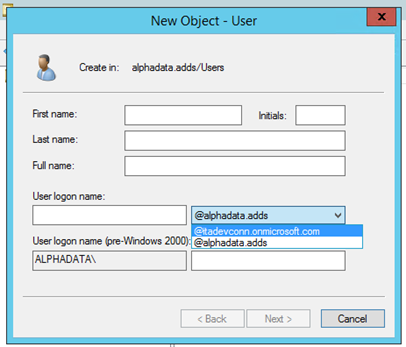 New Object - User
x
Create in: alphadata.adds/Users
First name: Initials:
Last name:
Full name:
User logon name:
@alphadata.adds
@itadevconn.onmicrosoft.com
User logon name (pre-Windows 2000):
@alphadata.adds
ALPHADATA\
< Back Next > Cancel